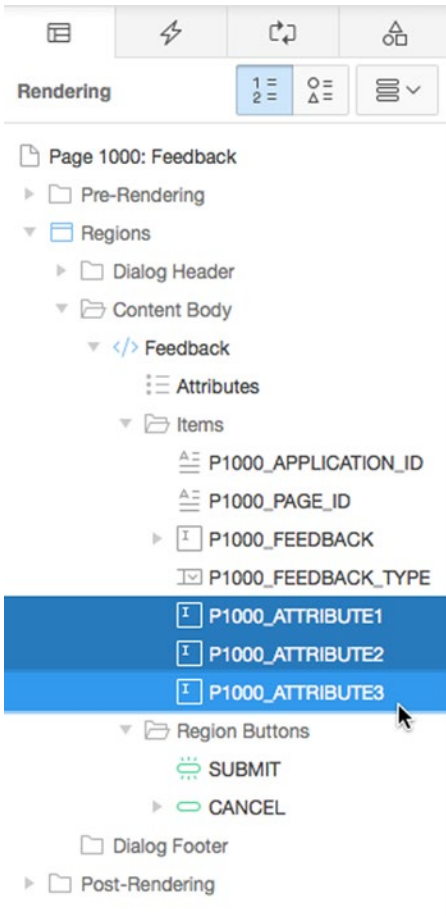 Rendering
Page 1000: Feedback
Pre-Rendering
Regions
Dialog Header
Content Body
Feedback
Attributes
Items
P1000_APPLICATION_ID
P1000_PAGE_ID
P1000_FEEDBACK
P1000_FEEDBACK_TYPE
P1000_ATTRIBUTE1
P1000_ATTRIBUTE2
P1000_ATTRIBUTE3
Region Buttons
SUBMIT
CANCEL
Dialog Footer
Post-Rendering